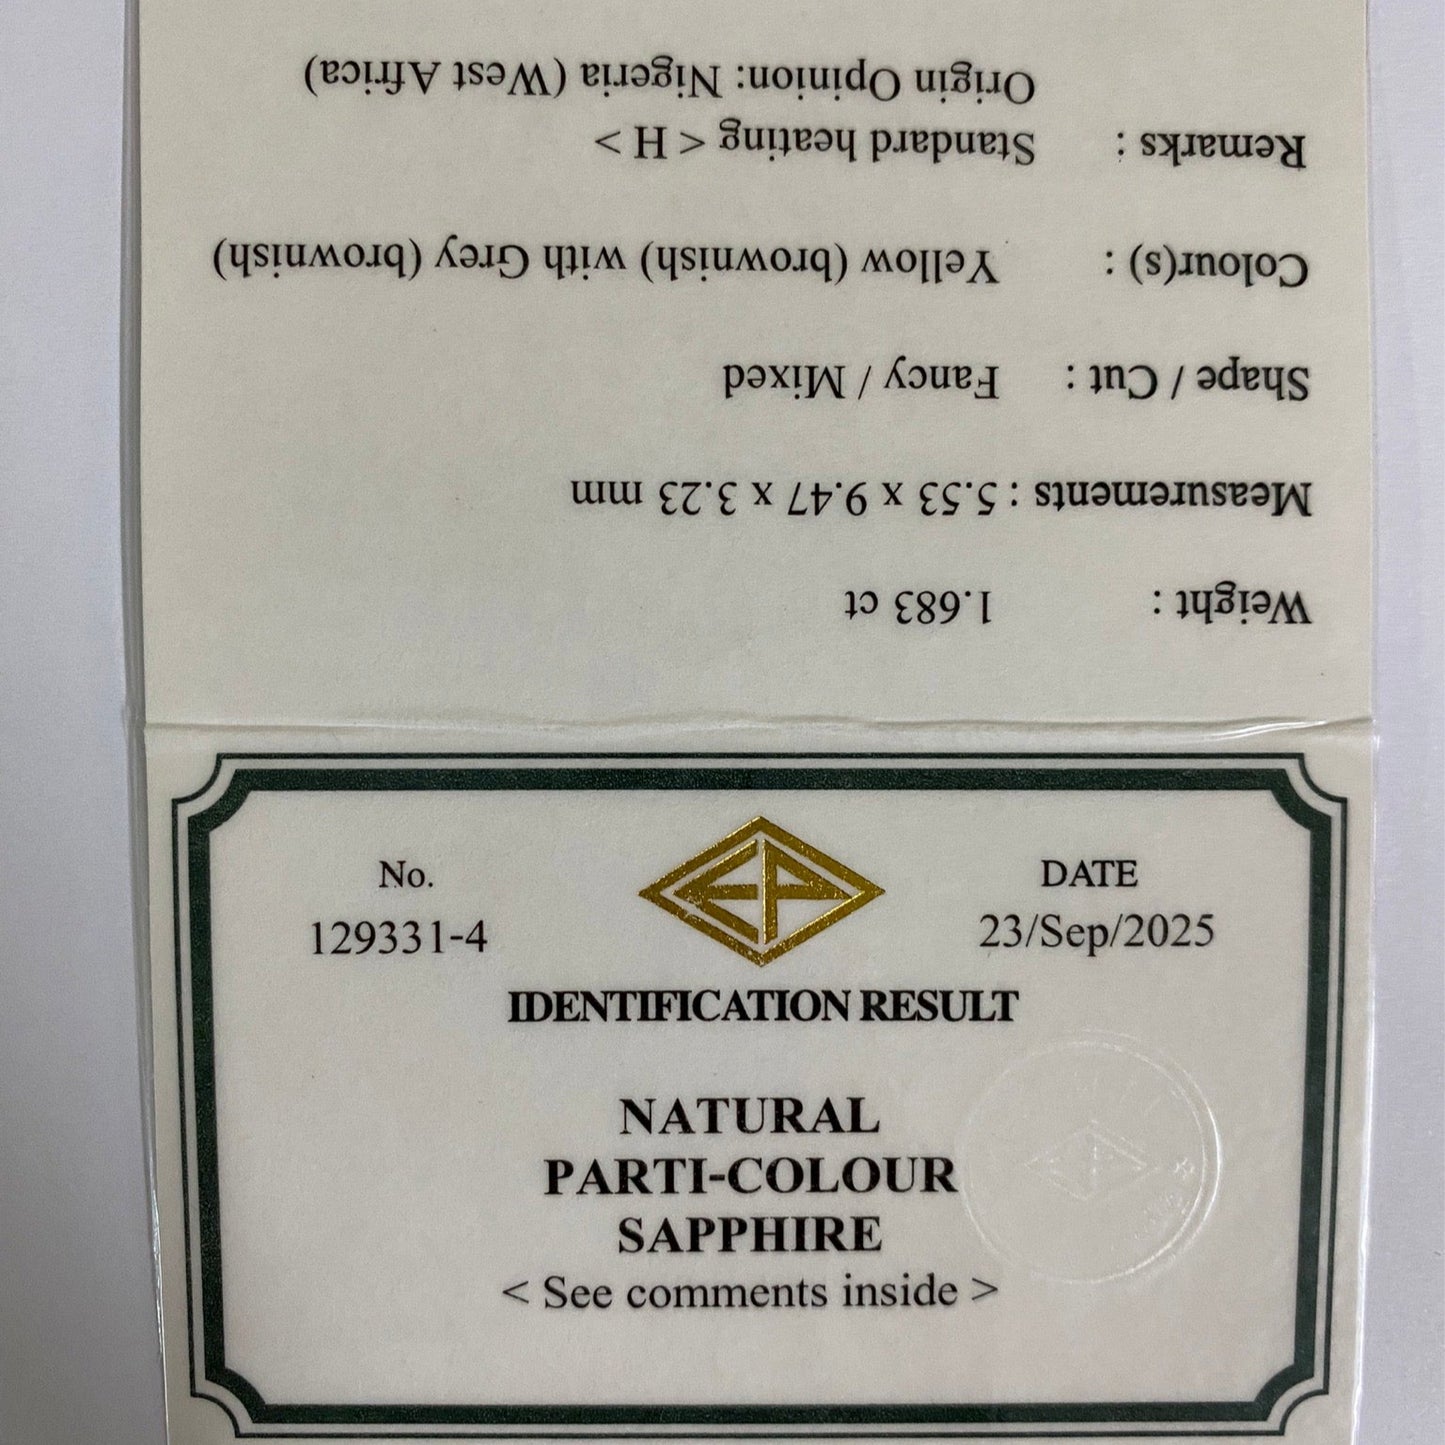 Weight : 1.683 ct
Measurements : 5.53 x 9.47 x 3.23 mm
Shape / Cut : Fancy / Mixed
Colour(s) : Yellow (brownish) with Grey (brownish)
Remarks : Standard heating < H >
Origin Opinion: Nigeria (West Africa)
No.
129331-4
EP
DATE
23/Sep/2025
IDENTIFICATION RESULT
NATURAL
PARTI-COLOUR
SAPPHIRE
< See comments inside >